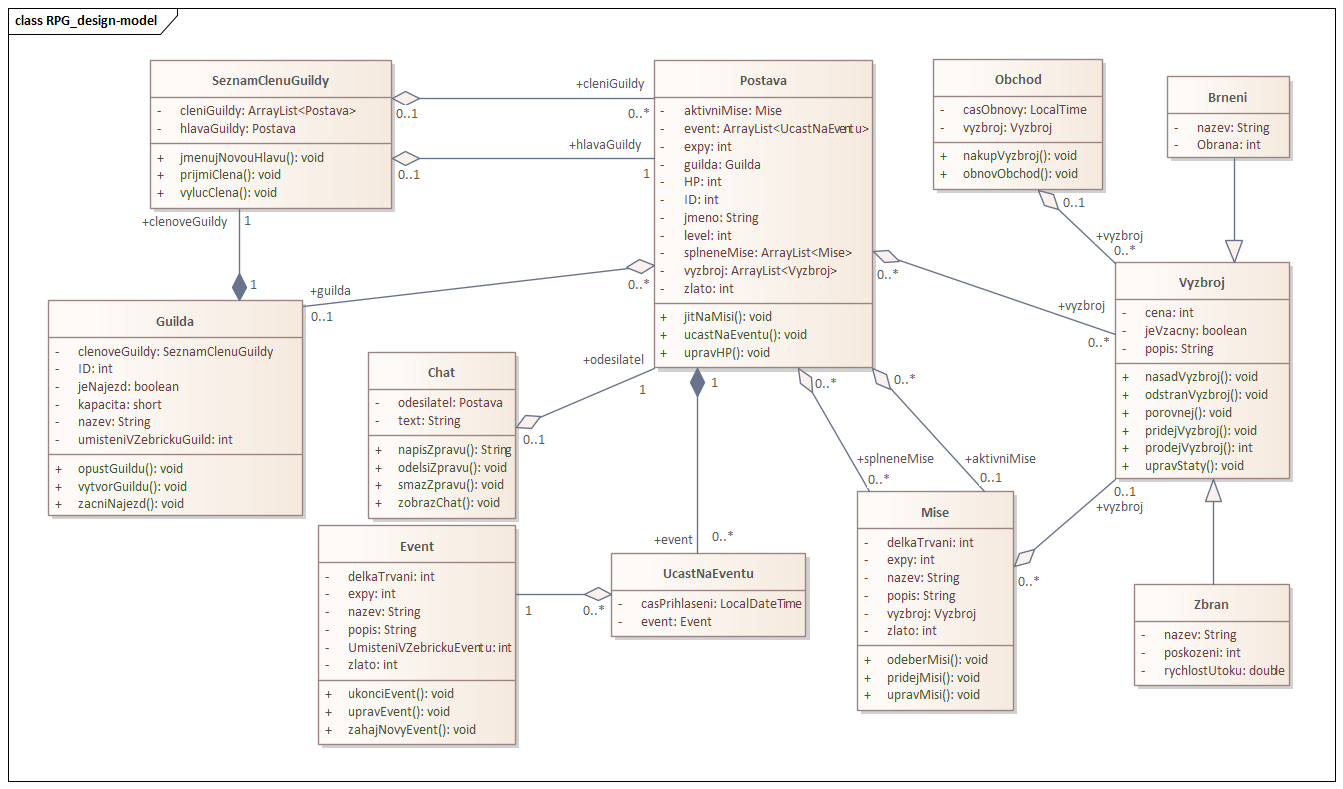 class RPG_design-model
SeznamClenuGuildy
- cleniGuildy: ArrayList<Postava>
- hlavaGuildy: Postava
+ jmenujNovouHlavu(): void
+ prijmiClena(): void
+ vylucClena(): void
+cleniGuildy
0..1
0..*
+hlavaGuildy
0..1
1
Postava
- aktivniMise: Mise
- event: ArrayList<UcastNaEventu>
- expy: int
- guilda: Guilda
- HP: int
- ID: int
- jmeno: String
- level: int
- splneneMise: ArrayList<Mise>
- vyzbroj: ArrayList<Vyzbroj>
- zlato: int
+ jitNaMisi(): void
+ ucastNaEventu(): void
+ upravHP(): void
Obchod
- casObnovy: LocalTime
- vyzbroj: Vyzbroj
+ nakupVyzbroj(): void
+ obnovObchod(): void
Brneni
- nazev: String
- Obrana: int
0..1
+vyzbroj
0..*
+clenoveGuildy
1
1
+guilda
0..1
0..*
0..*
+vyzbroj
0..*
Guilda
- clenoveGuildy: SeznamClenuGuildy
- ID: int
- jeNajezd: boolean
- kapacita: short
- nazev: String
- umisteniVZebrickuGuild: int
+ opustGuildu(): void
+ vytvorGuildu(): void
+ zacniNajezd(): void
Vyzbroj
- cena: int
- jeVzacny: boolean
- popis: String
+ nasadVyzbroj(): void
+ odstranVyzbroj(): void
+ porovnej(): void
+ pridejVyzbroj(): void
+ prodejVyzbroj(): int
+ upravStaty(): void
Chat
- odesilatel: Postava
- text: String
+ napisZpravu(): String
+ odelsiZpravu(): void
+ smazZpravu(): void
+ zobrazChat(): void
+odesilatel
1
0..1
1
+event
0..*
0..*
+splneneMise
0..*
0..*
+aktivniMise
0..1
0..1
+vyzbroj
0..*
Mise
- delkaTrvani: int
- expy: int
- nazev: String
- popis: String
- vyzbroj: Vyzbroj
- zlato: int
+ odeberMisi(): void
+ pridejMisi(): void
+ upravMisi(): void
Event
- delkaTrvani: int
- expy: int
- nazev: String
- popis: String
- UmisteniVZebrickuEventu: int
- zlato: int
+ ukonciEvent(): void
+ upravEvent(): void
+ zahajNovyEvent(): void
1
0..*
UcastNaEventu
- casPrihlaseni: LocalDateTime
- event: Event
Zbran
- nazev: String
- poskozeni: int
- rychlostUtoku: double